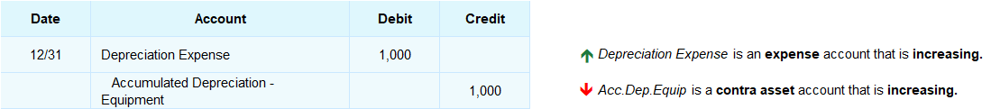 Date Account Debit Credit
12/31 Depreciation Expense 1,000
Depreciation Expense is an expense account that is increasing.
Accumulated Depreciation -
Equipment
1,000
Acc.Dep.Equip is a contra asset account that is increasing.